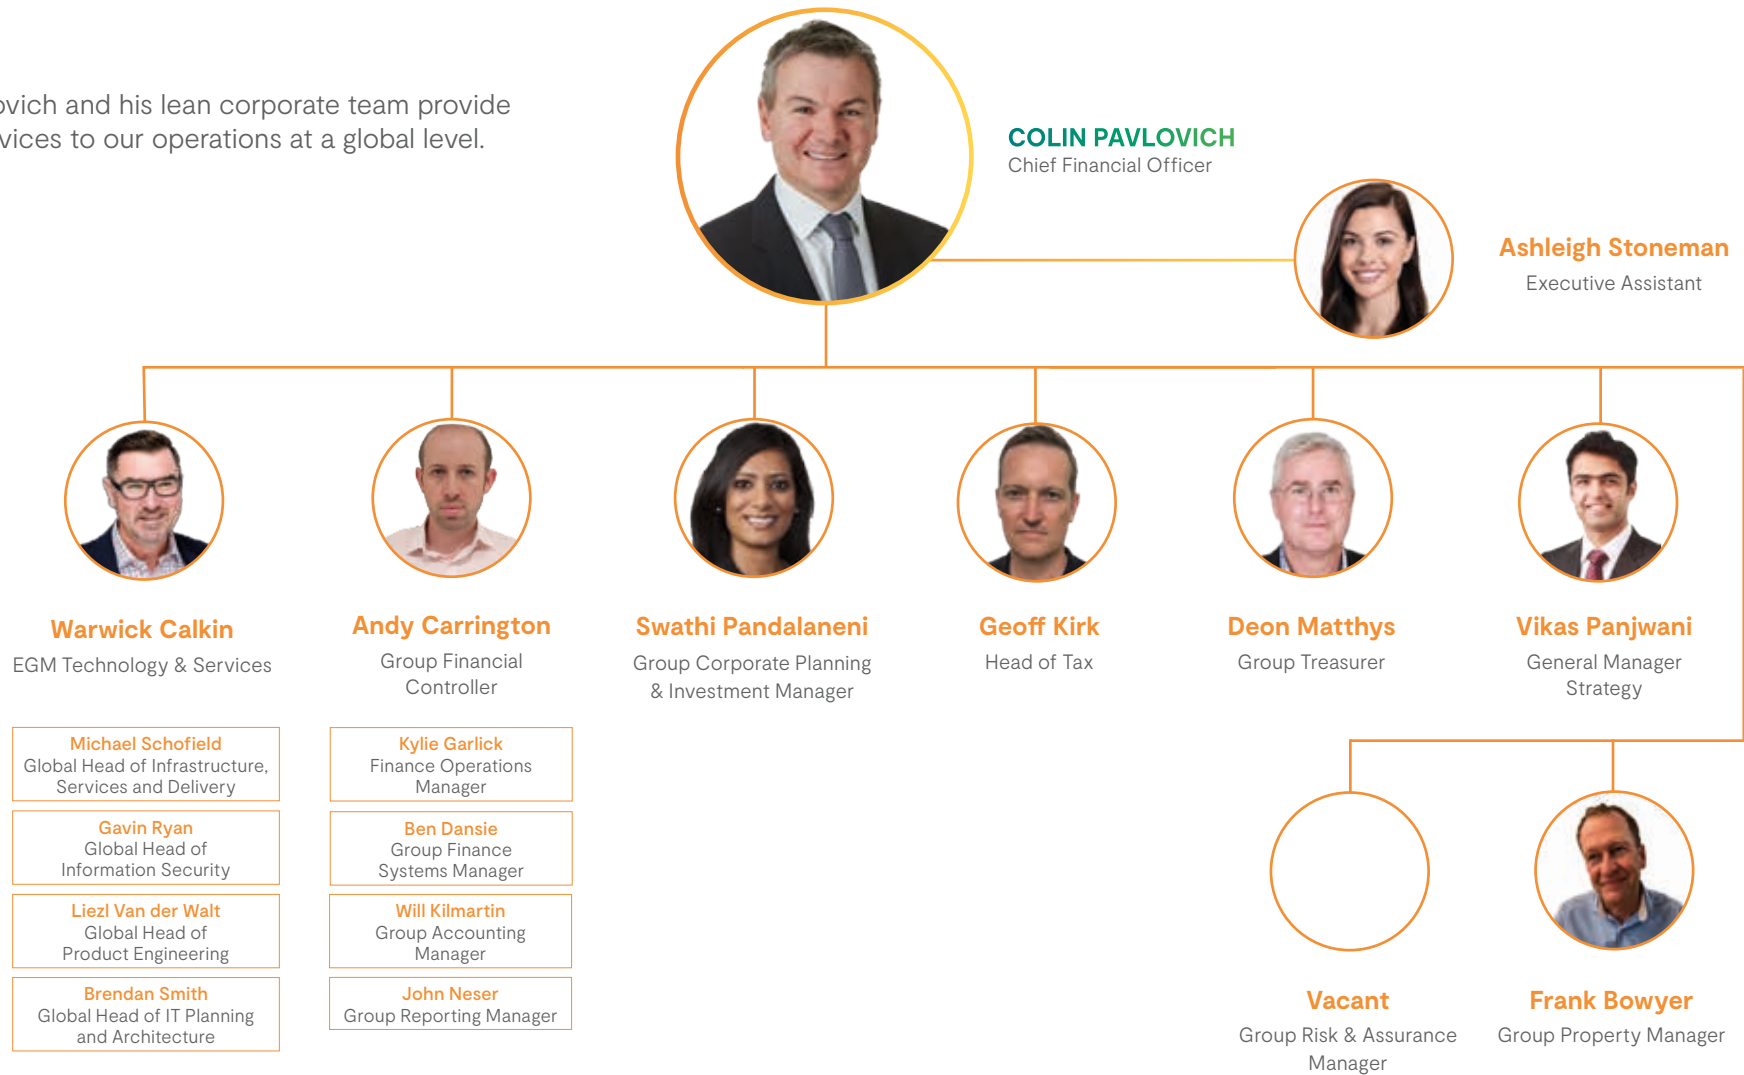 ovich and his lean corporate team provide
vices to our operations at a global level.
COLIN PAVLOVICH
Chief Financial Officer
Ashleigh Stoneman
Executive Assistant
Warwick Calkin
EGM Technology & Services
Andy Carrington
Group Financial
Controller
Swathi Pandalaneni
Group Corporate Planning
& Investment Manager
Geoff Kirk
Head of Tax
Deon Matthys
Group Treasurer
Vikas Panjwani
General Manager
Strategy
Michael Schofield
Global Head of Infrastructure,
Services and Delivery
Gavin Ryan
Global Head of
Information Security
Liezl Van der Walt
Global Head of
Product Engineering
Brendan Smith
Global Head of IT Planning
and Architecture
Kylie Garlick
Finance Operations
Manager
Ben Dansie
Group Finance
Systems Manager
Will Kilmartin
Group Accounting
Manager
John Neser
Group Reporting Manager
Vacant
Group Risk & Assurance
Manager
Frank Bowyer
Group Property Manager